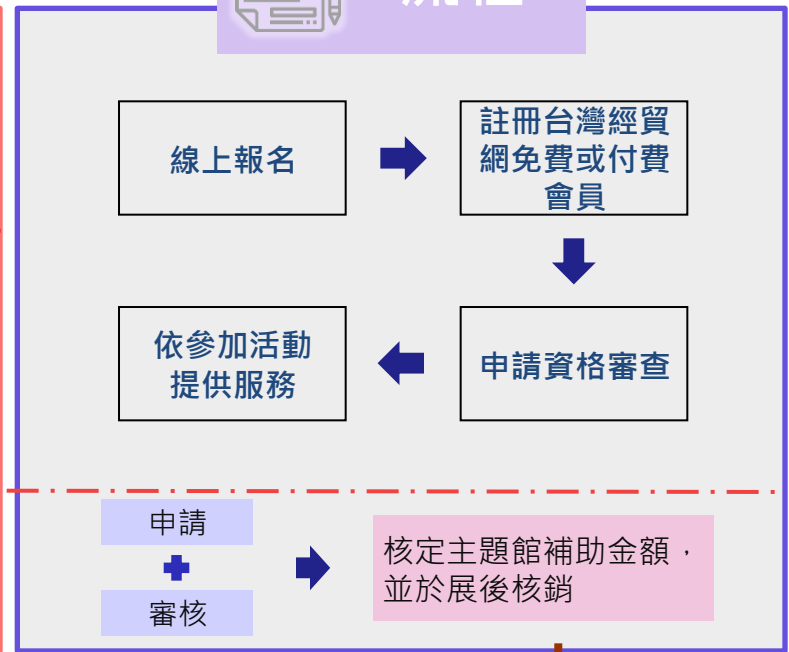 線上報名
註冊台灣經貿
網免費或付費
會員
依參加活動
提供服務
申請資格審查
申請
審核
核定主題館補助金額，
並於展後核銷